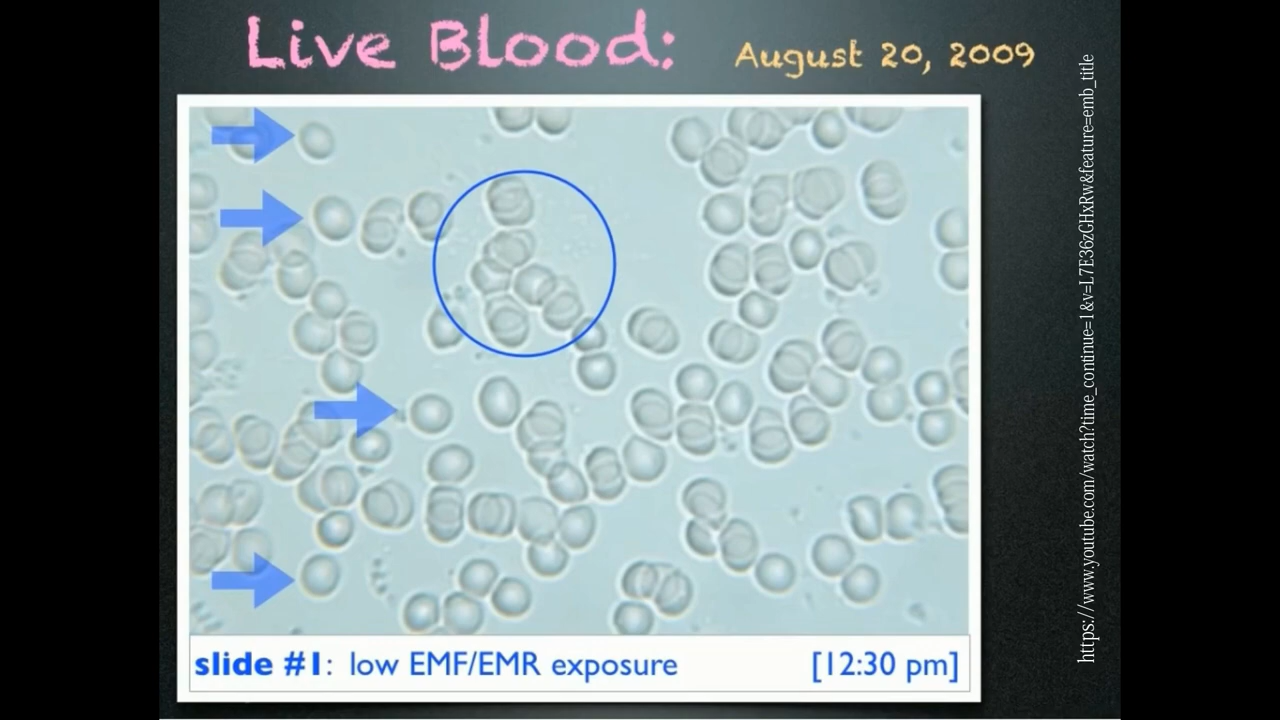 Live Blood:
August 20, 2009
slide #1: low EMF/EMR exposure
[12:30 pm]
https://www.youtube.com/watch?time_continue=1&v=L7E36zGHxRw&feature=emb_title